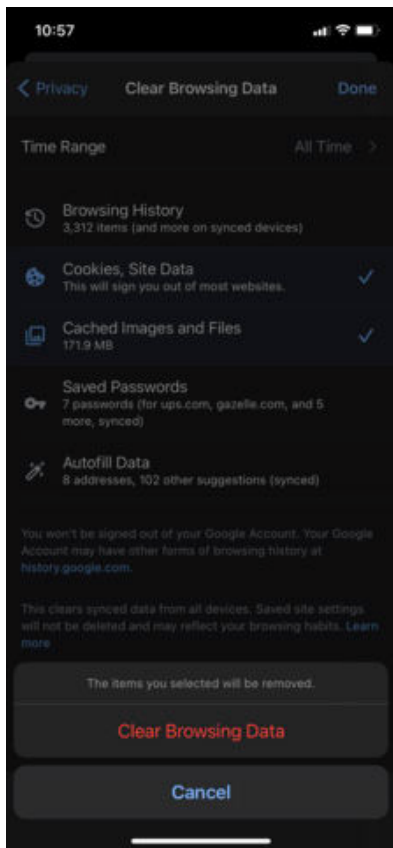 10:57
Privacy
Clear Browsing Data
Done
Time Range
All Time
Browsing History
3,312 items (and more on synced devices)
Cookies, Site Data
This will sign you out of most websites.
Cached Images and Files
171.9 MB
Saved Passwords
7 passwords (for ups.com, gazelle.com, and 5
more, synced)
Autofill Data
8 addresses, 102 other suggestions (synced)
You won't be signed out of your Google Account. Your Google
Account may have other forms of browsing history at
history.google.com.
This clears synced data from all devices. Saved site settings
will not be deleted and may reflect your browsing habits. Learn
more
The items you selected will be removed.
Clear Browsing Data
Cancel